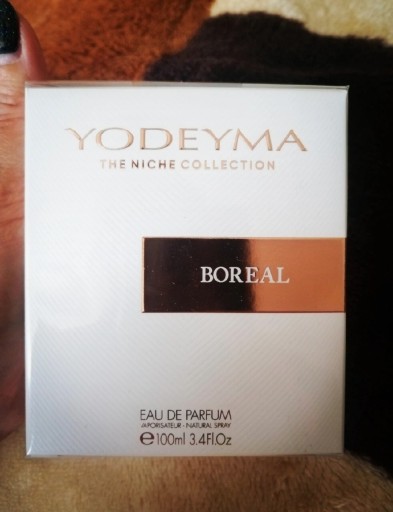 YODEYMA
THE NICHE COLLECTION
BOREAL
EAU DE PARFUM
VAPORISATEUR · NATURAL SPRAY
℮100ml 3.4Fl.Oz